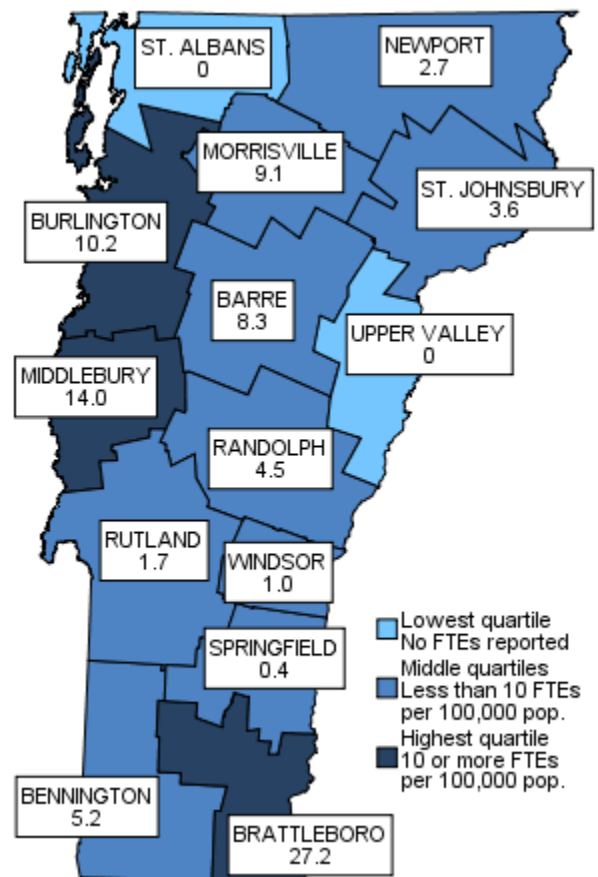 ST. ALBANS
0
NEWPORT
2.7
MORRISVILLE
9.1
ST. JOHNSBURY
3.6
BURLINGTON
10.2
BARRE
8.3
UPPER VALLEY
0
MIDDLEBURY
14.0
RANDOLPH
4.5
RUTLAND
1.7
WINDSOR
1.0
SPRINGFIELD
0.4
Lowest quartile
No FTEs reported
Middle quartiles
Less than 10 FTEs
per 100,000 pop.
Highest quartile
10 or more FTEs
per 100,000 pop.
BENNINGTON
5.2
BRATTLEBORO
27.2